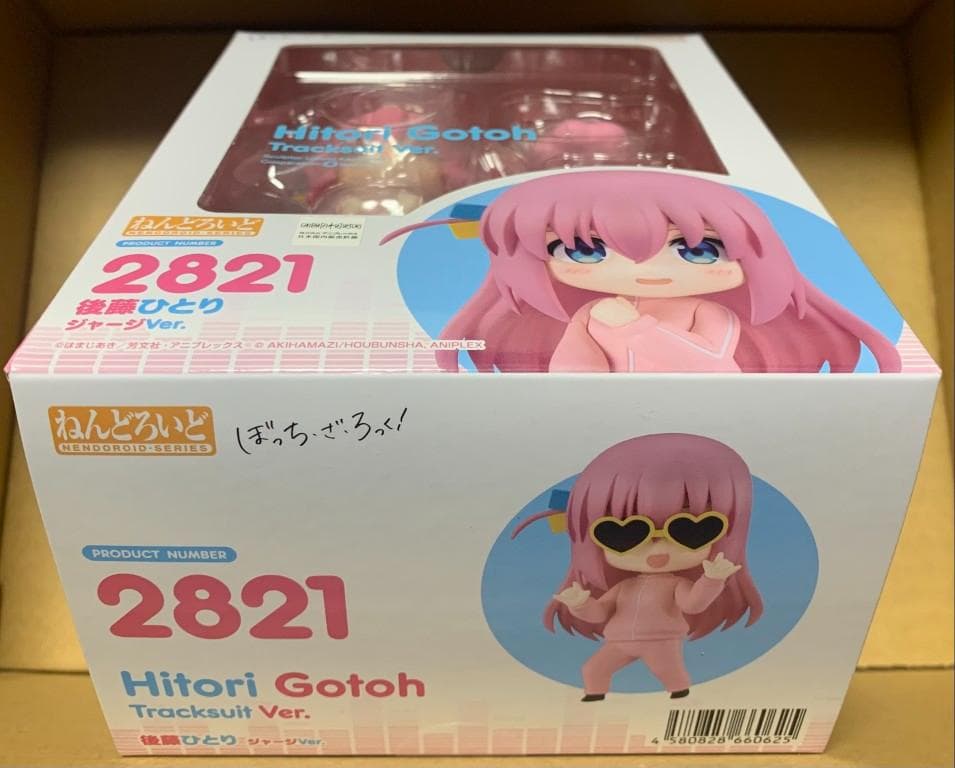 Hitori Gotoh
Tracksuit Ver.
ねんどろいど
NENDOROID SERIES
PRODUCT NUMBER
2821
後藤ひとり
ジャージVer.
©はまじあき/芳文社・アニプレックス © AKIHAMAZI/HOUBUNSHA, ANIPLEX
ねんどろいど
NENDOROID SERIES
ぼっち・ざ・ろっく!
PRODUCT NUMBER
2821
Hitori Gotoh
Tracksuit Ver.
後藤ひとり ジャージVer.
4 580828 660625